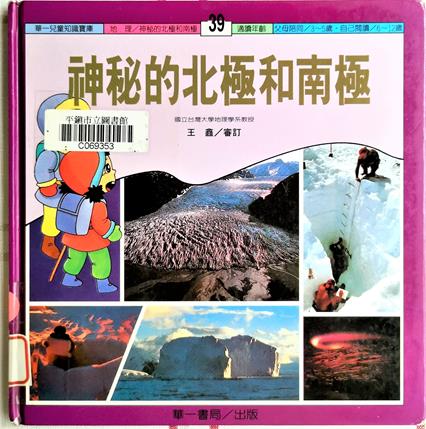 華一兒童知識寶庫 地 理/神秘的北極和南極 39 適讀年齡 父母陪同/3~5歲・自己閱讀/6~12歲
神秘的北極和南極
國立台灣大學地理學系教授
王 鑫/審訂
平鎮市立圖書館
C069353
華一書局/出版